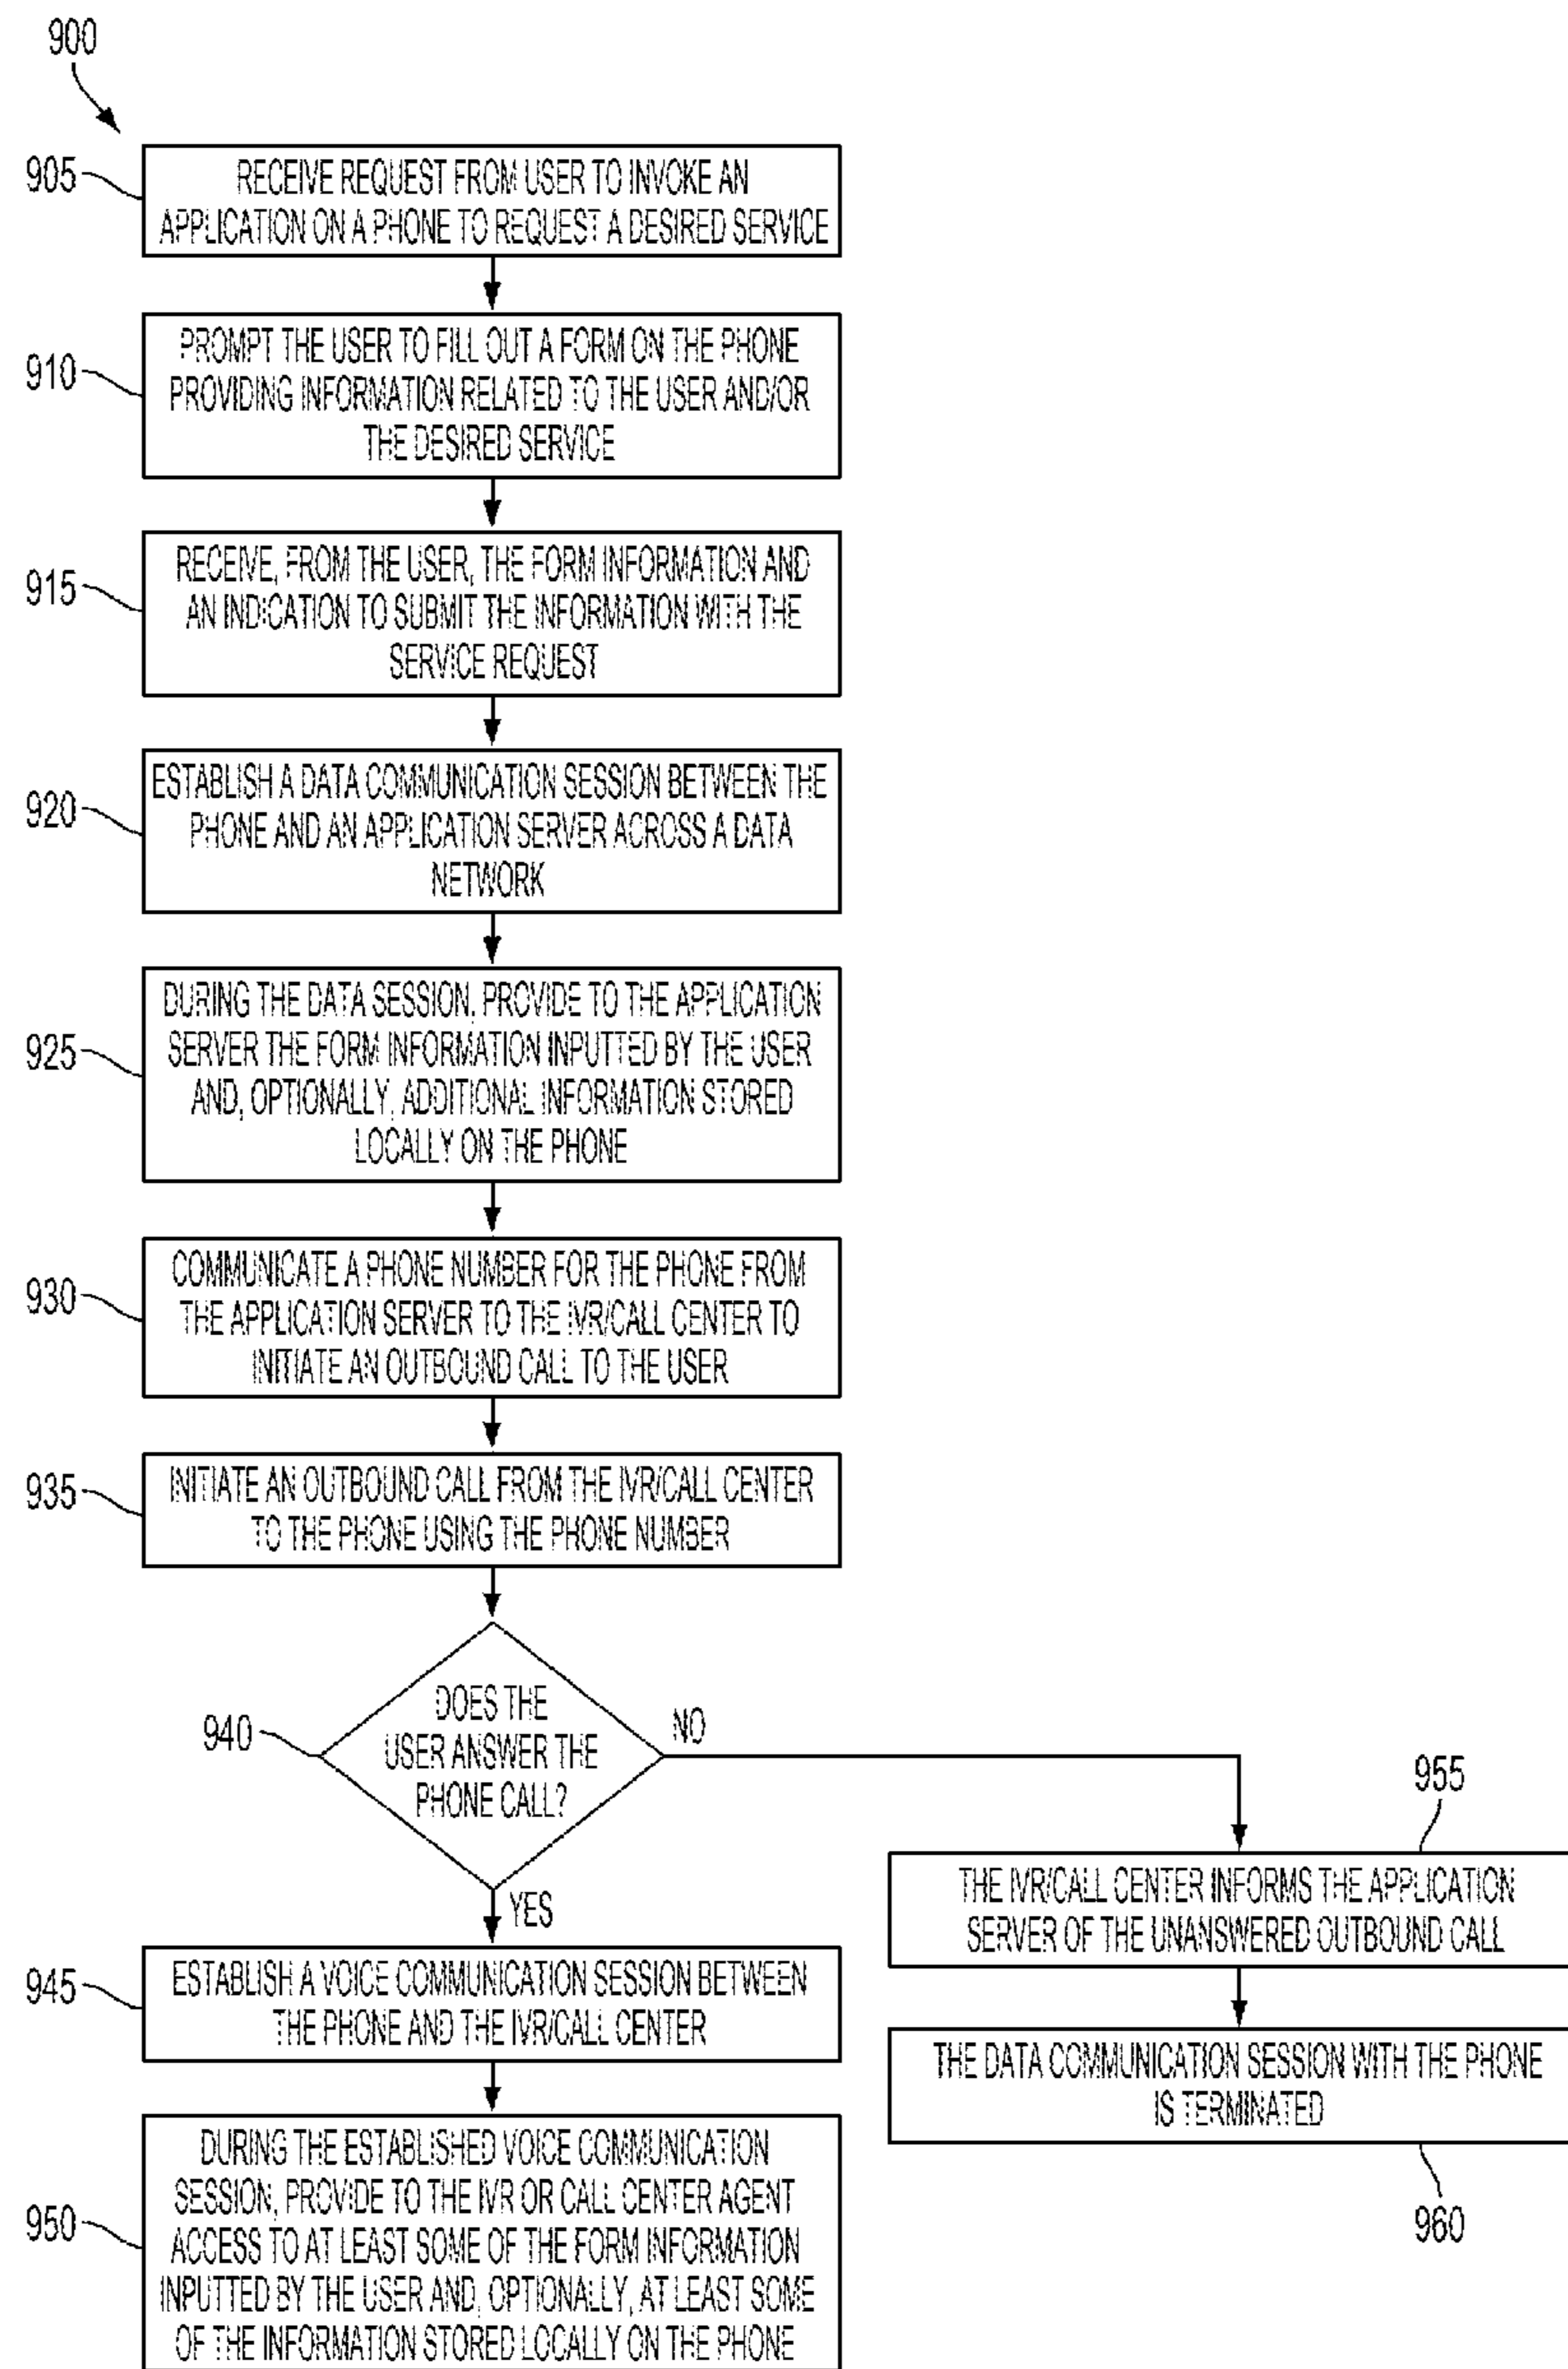 900
905
RECEIVE REQUEST FROM USER TO INVOKE AN
APPLICATION ON A PHONE TO REQUEST A DESIRED SERVICE
910
PROMPT THE USER TO FILL OUT A FORM ON THE PHONE
PROVIDING INFORMATION RELATED TO THE USER AND/OR
THE DESIRED SERVICE
915
RECEIVE, FROM THE USER, THE FORM INFORMATION AND
AN INDICATION TO SUBMIT THE INFORMATION WITH THE
SERVICE REQUEST
920
ESTABLISH A DATA COMMUNICATION SESSION BETWEEN THE
PHONE AND AN APPLICATION SERVER ACROSS A DATA
NETWORK
925
DURING THE DATA SESSION, PROVIDE TO THE APPLICATION
SERVER THE FORM INFORMATION INPUTTED BY THE USER
AND, OPTIONALLY, ADDITIONAL INFORMATION STORED
LOCALLY ON THE PHONE
930
COMMUNICATE A PHONE NUMBER FOR THE PHONE FROM
THE APPLICATION SERVER TO THE IVR/CALL CENTER TO
INITIATE AN OUTBOUND CALL TO THE USER
935
INITIATE AN OUTBOUND CALL FROM THE IVR/CALL CENTER
TO THE PHONE USING THE PHONE NUMBER
940
DOES THE
USER ANSWER THE
PHONE CALL?
NO
YES
945
ESTABLISH A VOICE COMMUNICATION SESSION BETWEEN
THE PHONE AND THE IVR/CALL CENTER
950
DURING THE ESTABLISHED VOICE COMMUNICATION
SESSION, PROVIDE TO THE IVR OR CALL CENTER AGENT
ACCESS TO AT LEAST SOME OF THE FORM INFORMATION
INPUTTED BY THE USER AND, OPTIONALLY, AT LEAST SOME
OF THE INFORMATION STORED LOCALLY ON THE PHONE
955
THE IVR/CALL CENTER INFORMS THE APPLICATION
SERVER OF THE UNANSWERED OUTBOUND CALL
THE DATA COMMUNICATION SESSION WITH THE PHONE
IS TERMINATED
960